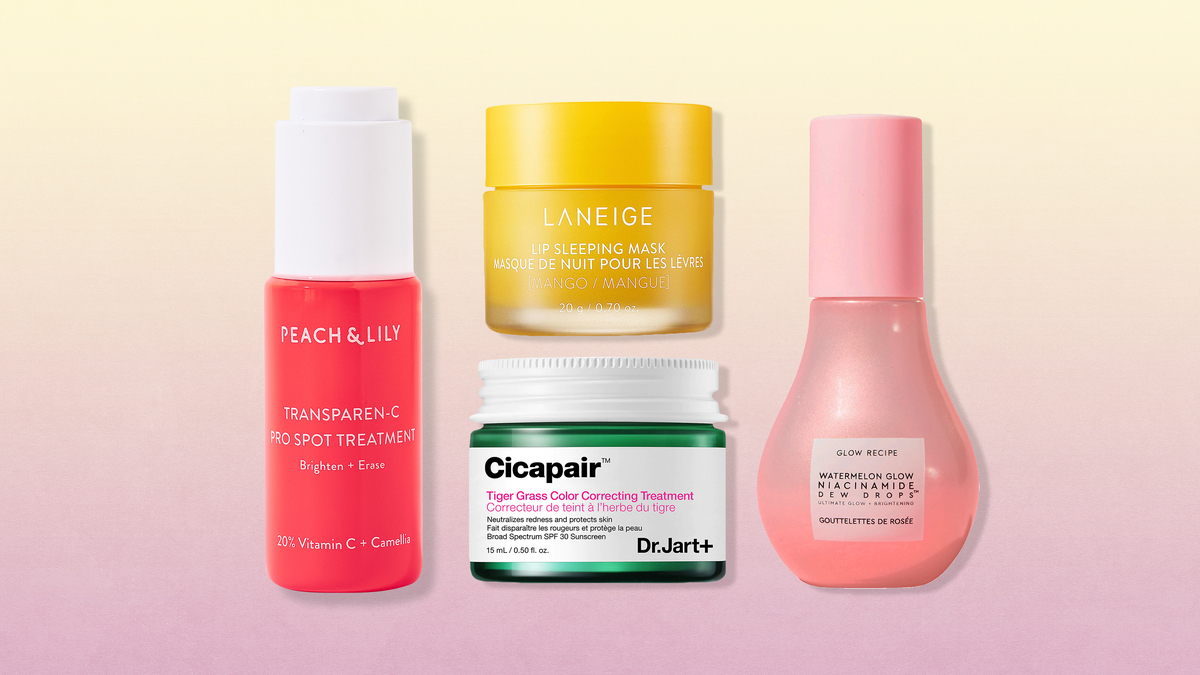 PEACH & LILY
TRANSPAREN-C
PRO SPOT TREATMENT
Brighten + Erase
20% Vitamin C + Camellia
LANEIGE
LIP SLEEPING MASK
MASQUE DE NUIT POUR LES LÈVRES
[MANGO / MANGUE]
20 g / 0.70 oz.
Cicapair™
Tiger Grass Color Correcting Treatment
Correcteur de teint à l'herbe du tigre
Neutralizes redness and protects skin
Fait disparaître les rougeurs et protège la peau
Broad Spectrum SPF 30 Sunscreen
15 mL / 0.50 fl. oz.
Dr.Jart+
GLOW RECIPE
WATERMELON GLOW
NIACINAMIDE
DEW DROPS™
ULTIMATE GLOW + BRIGHTENING
GOUTTELETTES DE ROSÉE